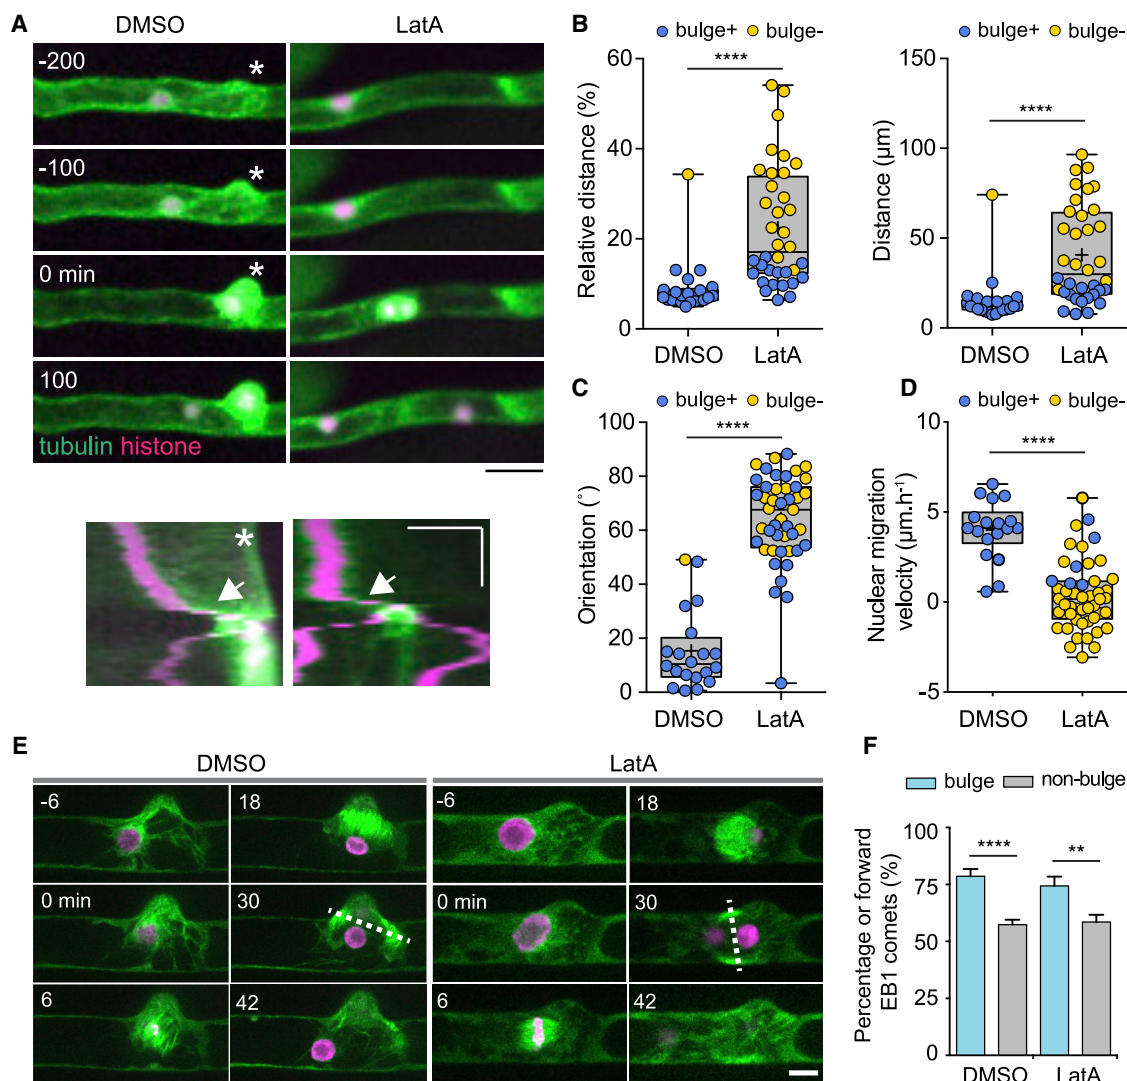 A
DMSO
LatA
-200
*
-100
*
0 min
*
100
tubulin histone
*
B
bulge+ bulge-
****
Relative distance (%)
60
40
20
0
DMSO
LatA
bulge+ bulge-
****
Distance (µm)
150
100
50
0
DMSO
LatA
C
bulge+ bulge-
****
Orientation (˚)
100
80
60
40
20
0
DMSO
LatA
D
bulge+ bulge-
****
Nuclear migration
velocity (µm.h-1)
10
5
0
-5
DMSO
LatA
E
DMSO
LatA
-6
18
-6
18
0 min
30
0 min
30
6
42
6
42
F
bulge non-bulge
****
**
Percentage or forward
EB1 comets (%)
100
75
50
25
0
DMSO
LatA